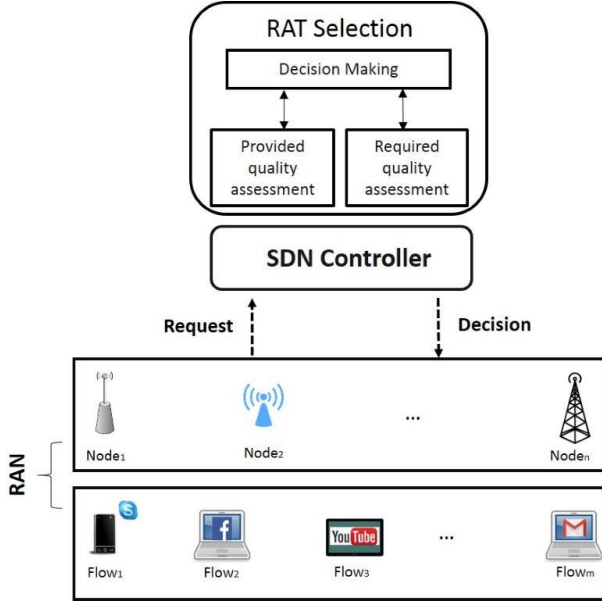 RAT Selection
Decision Making
Provided
quality
assessment
Required
quality
assessment
SDN Controller
Request
Decision
RAN
Node1
Node2
...
Noden
S
f
YouTube
M
...
Flow1
Flow2
Flow3
Flowm